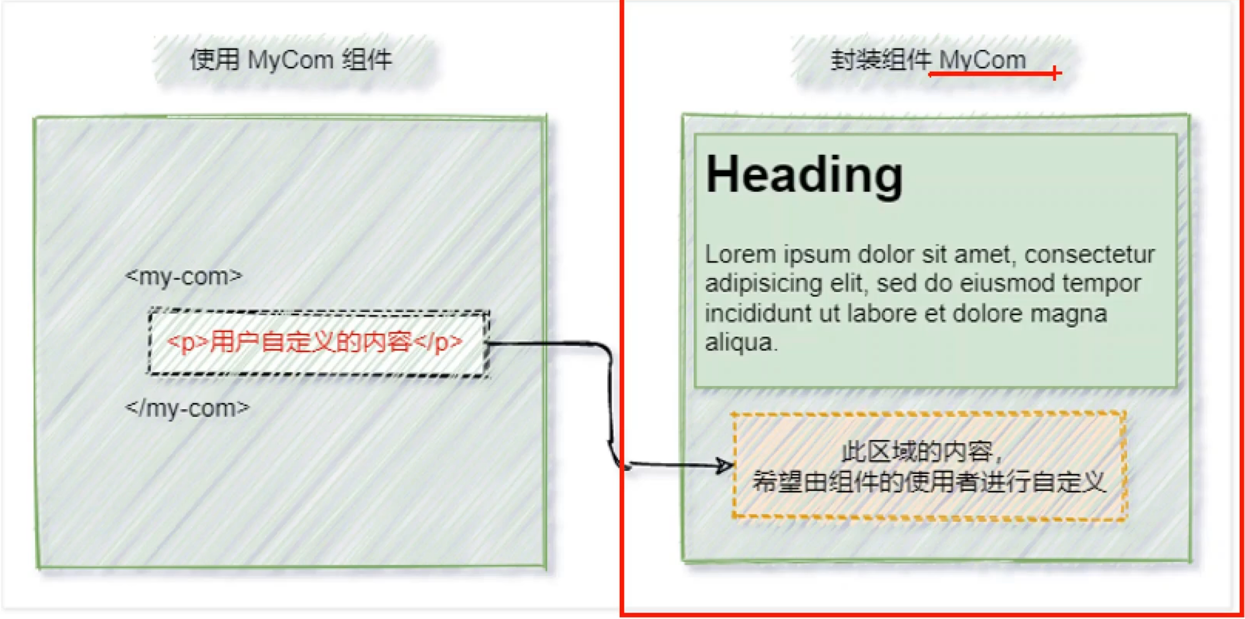 使用 MyCom 组件
<my-com>
<p>用户自定义的内容</p>
</my-com>
封装组件 MyCom
Heading
Lorem ipsum dolor sit amet, consectetur
adipisicing elit, sed do eiusmod tempor
incididunt ut labore et dolore magna
aliqua.
此区域的内容，
希望由组件的使用者进行自定义